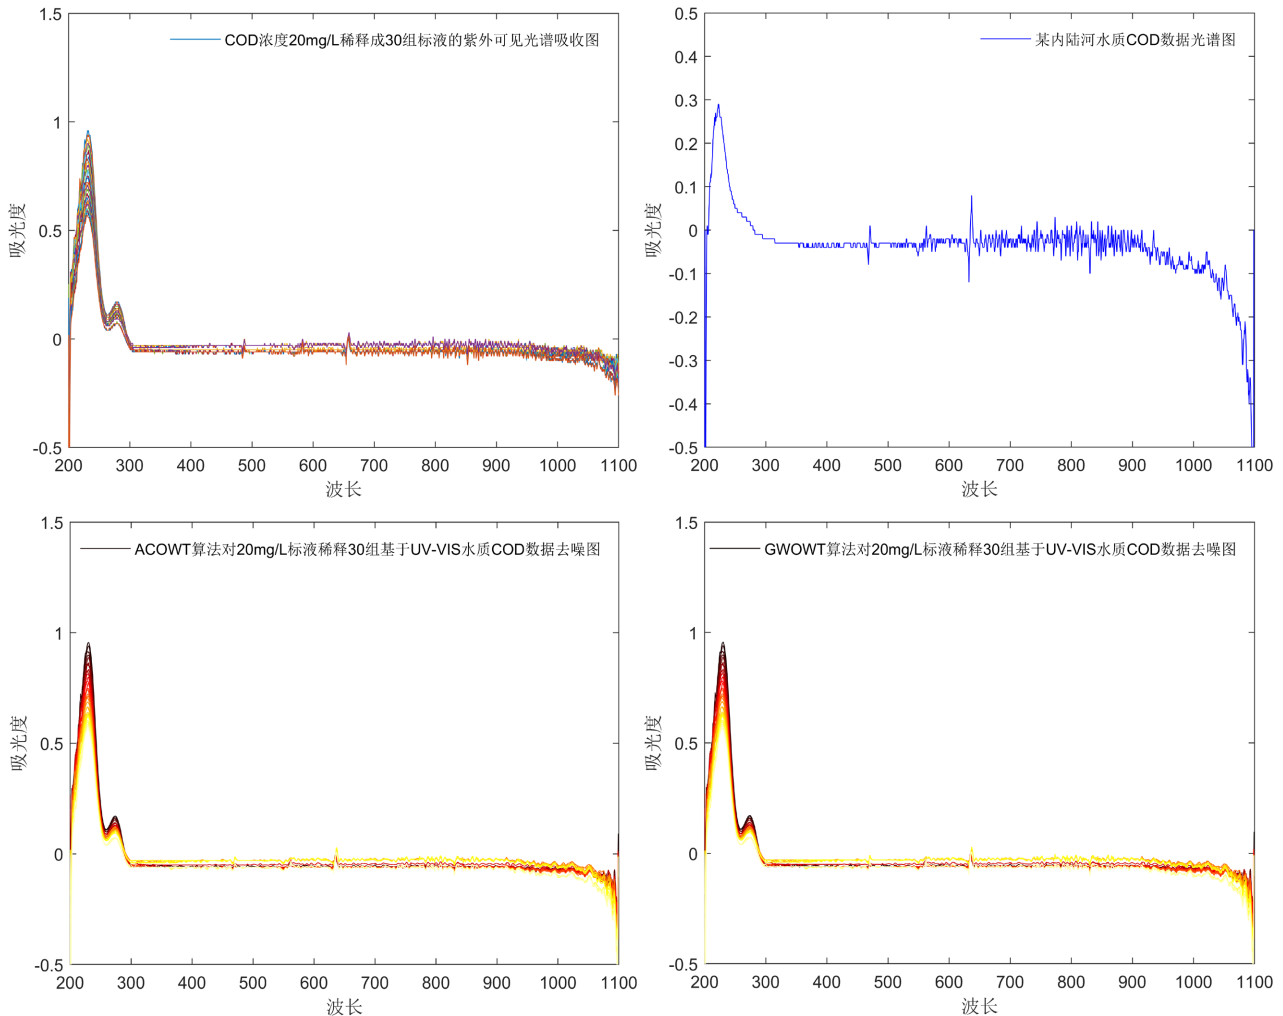 COD浓度20mg/L稀释成30组标液的紫外可见光谱吸收图
1.5
1
0.5
0
-0.5
吸光度
200 300 400 500 600 700 800 900 1000 1100
波长
某内陆河水质COD数据光谱图
0.5
0.4
0.3
0.2
0.1
0
-0.1
-0.2
-0.3
-0.4
-0.5
吸光度
200 300 400 500 600 700 800 900 1000 1100
波长
ACOWT算法对20mg/L标液稀释30组基于UV-VIS水质COD数据去噪图
1.5
1
0.5
0
-0.5
吸光度
200 300 400 500 600 700 800 900 1000 1100
波长
GWOWT算法对20mg/L标液稀释30组基于UV-VIS水质COD数据去噪图
1.5
1
0.5
0
-0.5
吸光度
200 300 400 500 600 700 800 900 1000 1100
波长